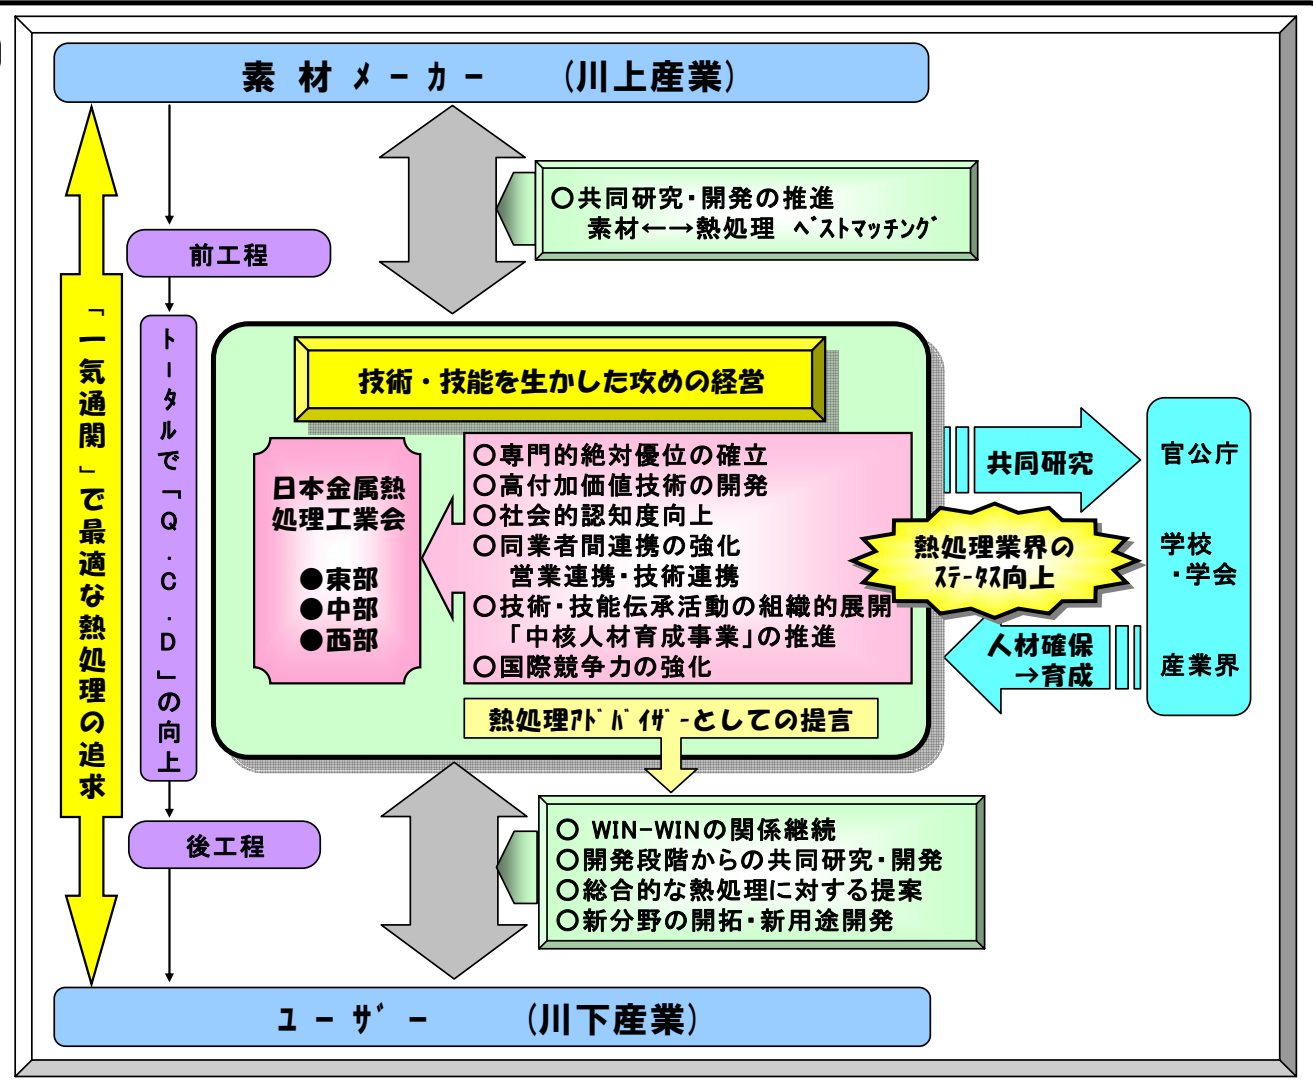 素 材 ﾒ ｰ ｶ ｰ (川上産業)
○共同研究・開発の推進
素材←→熱処理 ﾍﾞｽﾄﾏｯﾁﾝｸﾞ
前工程
「一気通関」で最適な熱処理の追求
トータルで「Q．C．D」の向上
技術・技能を生かした攻めの経営
日本金属熱
処理工業会
●東部
●中部
●西部
○専門的絶対優位の確立
○高付加価値技術の開発
○社会的認知度向上
○同業者間連携の強化
営業連携・技術連携
○技術・技能伝承活動の組織的展開
「中核人材育成事業」の推進
○国際競争力の強化
熱処理ｱﾄﾞﾊﾞｲｻﾞｰとしての提言
共同研究
熱処理業界の
ｽﾃｰﾀｽ向上
人材確保
→育成
官公庁
学校
・学会
産業界
後工程
○ WIN-WINの関係継続
○開発段階からの共同研究・開発
○総合的な熱処理に対する提案
○新分野の開拓・新用途開発
ﾕ ｰ ｻﾞ ｰ (川下産業)